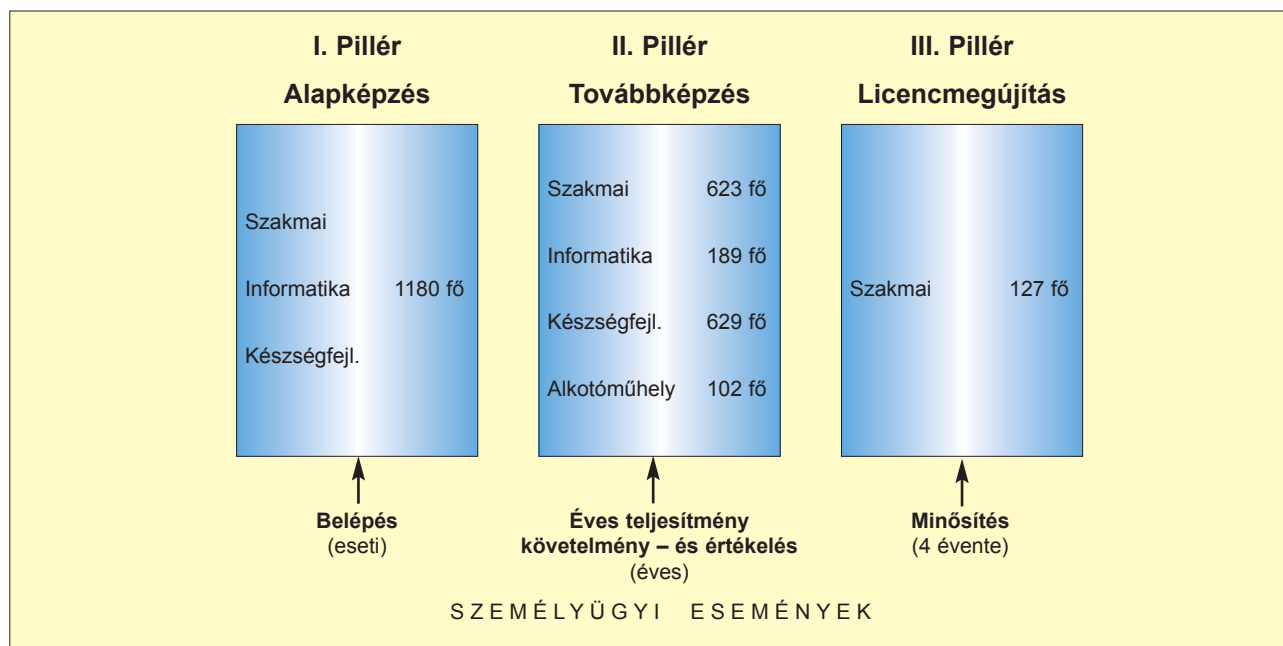 I. Pillér
Alapképzés
Szakmai
Informatika 1180 fő
Készségfejl.
Belépés
(eseti)
II. Pillér
Továbbképzés
Szakmai 623 fő
Informatika 189 fő
Készségfejl. 629 fő
Alkotóműhely 102 fő
Éves teljesítmény
követelmény – és értékelés
(éves)
III. Pillér
Licencmegújítás
Szakmai 127 fő
Minősítés
(4 évente)
SZEMÉLYÜGYI ESEMÉNYEK